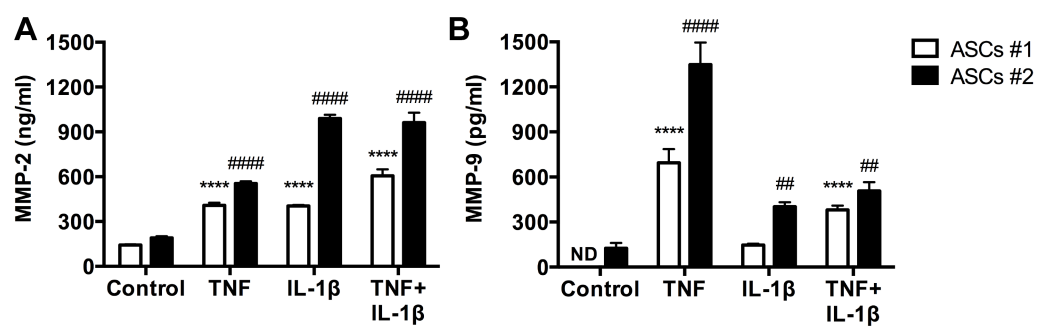 A
MMP-2 (ng/ml)
1500
1200
900
600
300
0
****
####
****
####
****
####
Control
TNF
IL-1β
TNF+
IL-1β
B
MMP-9 (pg/ml)
1500
1200
900
600
300
0
ND
****
####
##
****
##
Control
TNF
IL-1β
TNF+
IL-1β
ASCs #1
ASCs #2